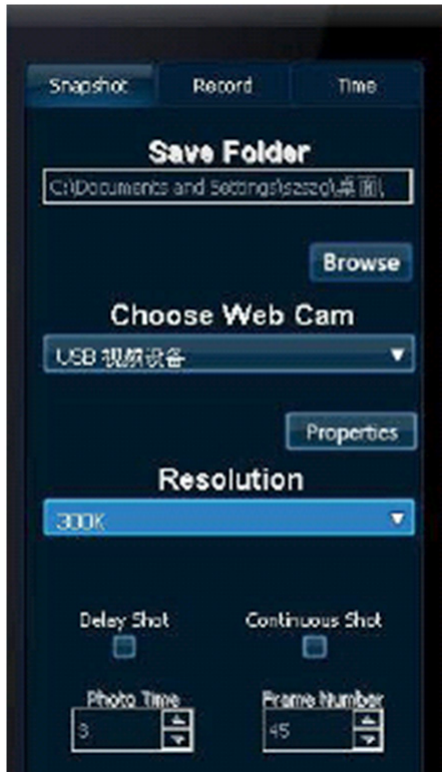 Snapshot Record Time
Save Folder
C:\Documents and Settings\szszq\桌面\
Browse
Choose Web Cam
USB 视频设备
Properties
Resolution
300K
Delay Shot Continuous Shot
Photo Time Frame Number
3 45